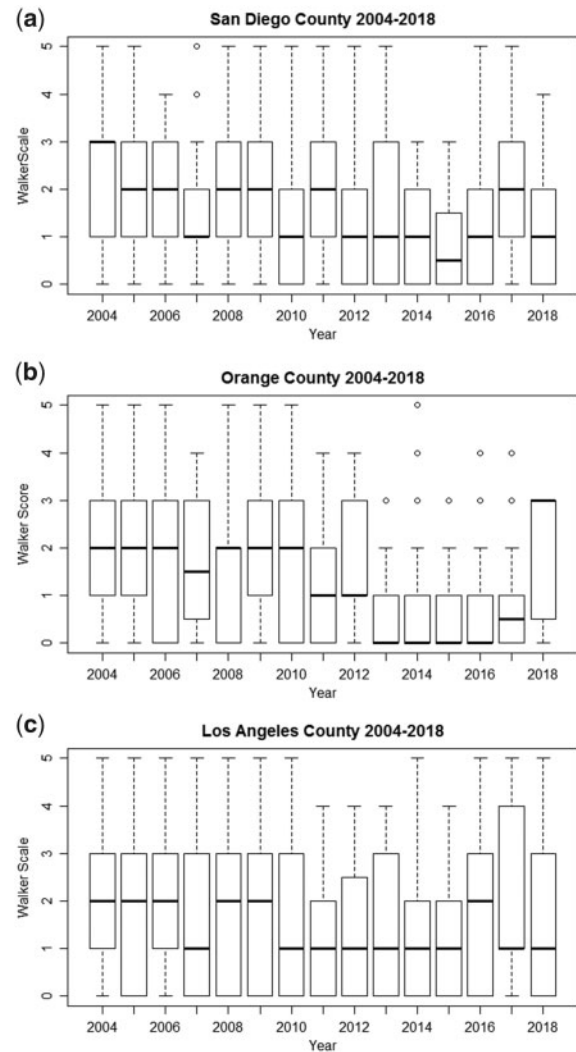 (a)
San Diego County 2004-2018
WalkerScale
5
4
3
2
1
0
2004 2006 2008 2010 2012 2014 2016 2018
Year
(b)
Orange County 2004-2018
Walker Score
5
4
3
2
1
0
2004 2006 2008 2010 2012 2014 2016 2018
Year
(c)
Los Angeles County 2004-2018
Walker Scale
5
4
3
2
1
0
2004 2006 2008 2010 2012 2014 2016 2018
Year